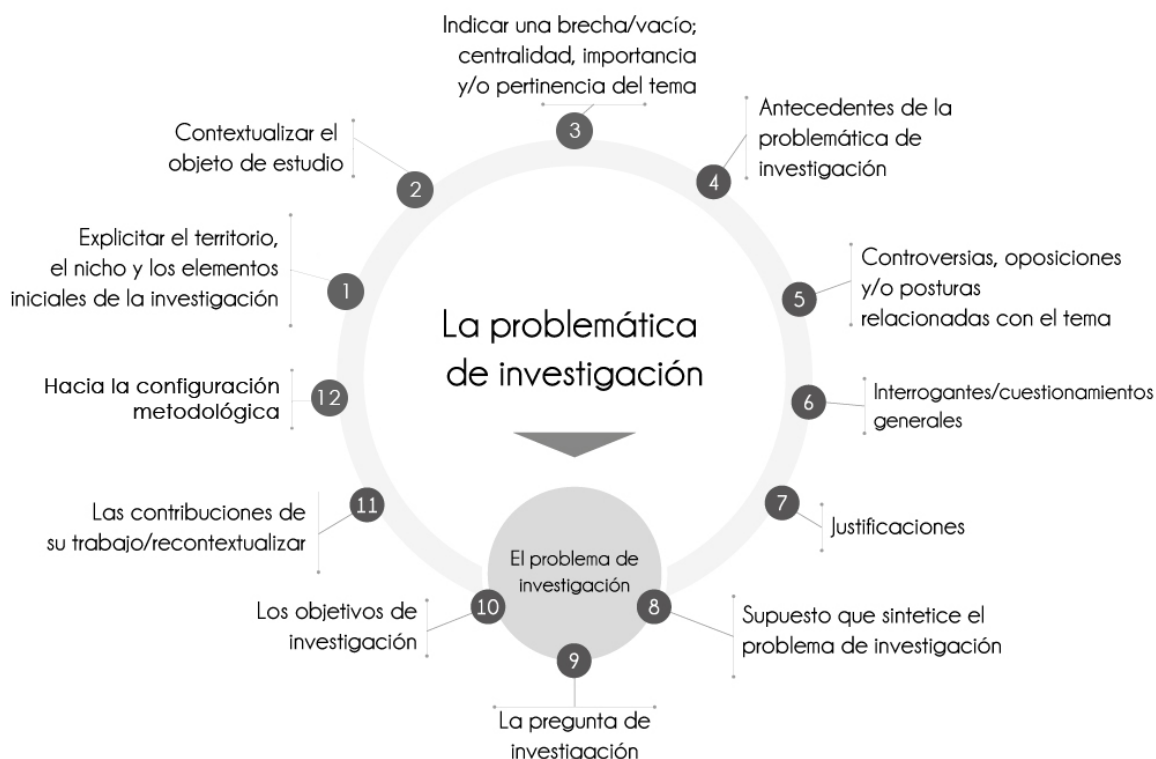 Indicar una brecha/vacío;
centralidad, importancia
y/o pertinencia del tema
3
Antecedentes de la
problemática de
investigación
4
Contextualizar el
objeto de estudio
2
Explicitar el territorio,
el nicho y los elementos
iniciales de la investigación
1
Controversias, oposiciones
y/o posturas
relacionadas con el tema
5
La problemática
de investigación
Hacia la configuración
metodológica
12
Interrogantes/cuestionamientos
generales
6
Las contribuciones de
su trabajo/recontextualizar
11
Justificaciones
7
El problema de
investigación
Los objetivos de
investigación
10
Supuesto que sintetice el
problema de investigación
8
9
La pregunta de
investigación